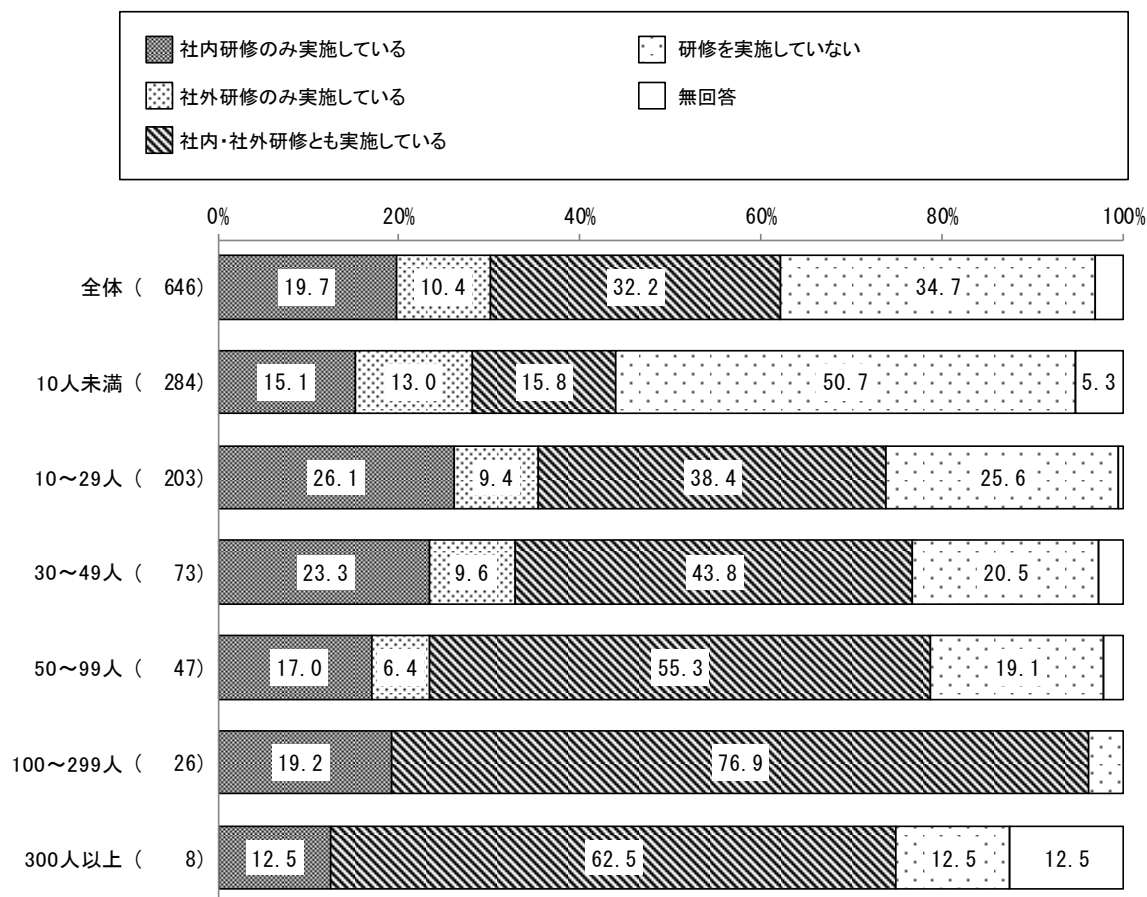 社内研修のみ実施している 研修を実施していない
社外研修のみ実施している 無回答
社内・社外研修とも実施している
0% 20% 40% 60% 80% 100%
全体 ( 646) 19.7 10.4 32.2 34.7
10人未満 ( 284) 15.1 13.0 15.8 50.7 5.3
10～29人 ( 203) 26.1 9.4 38.4 25.6
30～49人 ( 73) 23.3 9.6 43.8 20.5
50～99人 ( 47) 17.0 6.4 55.3 19.1
100～299人 ( 26) 19.2 76.9
300人以上 ( 8) 12.5 62.5 12.5 12.5